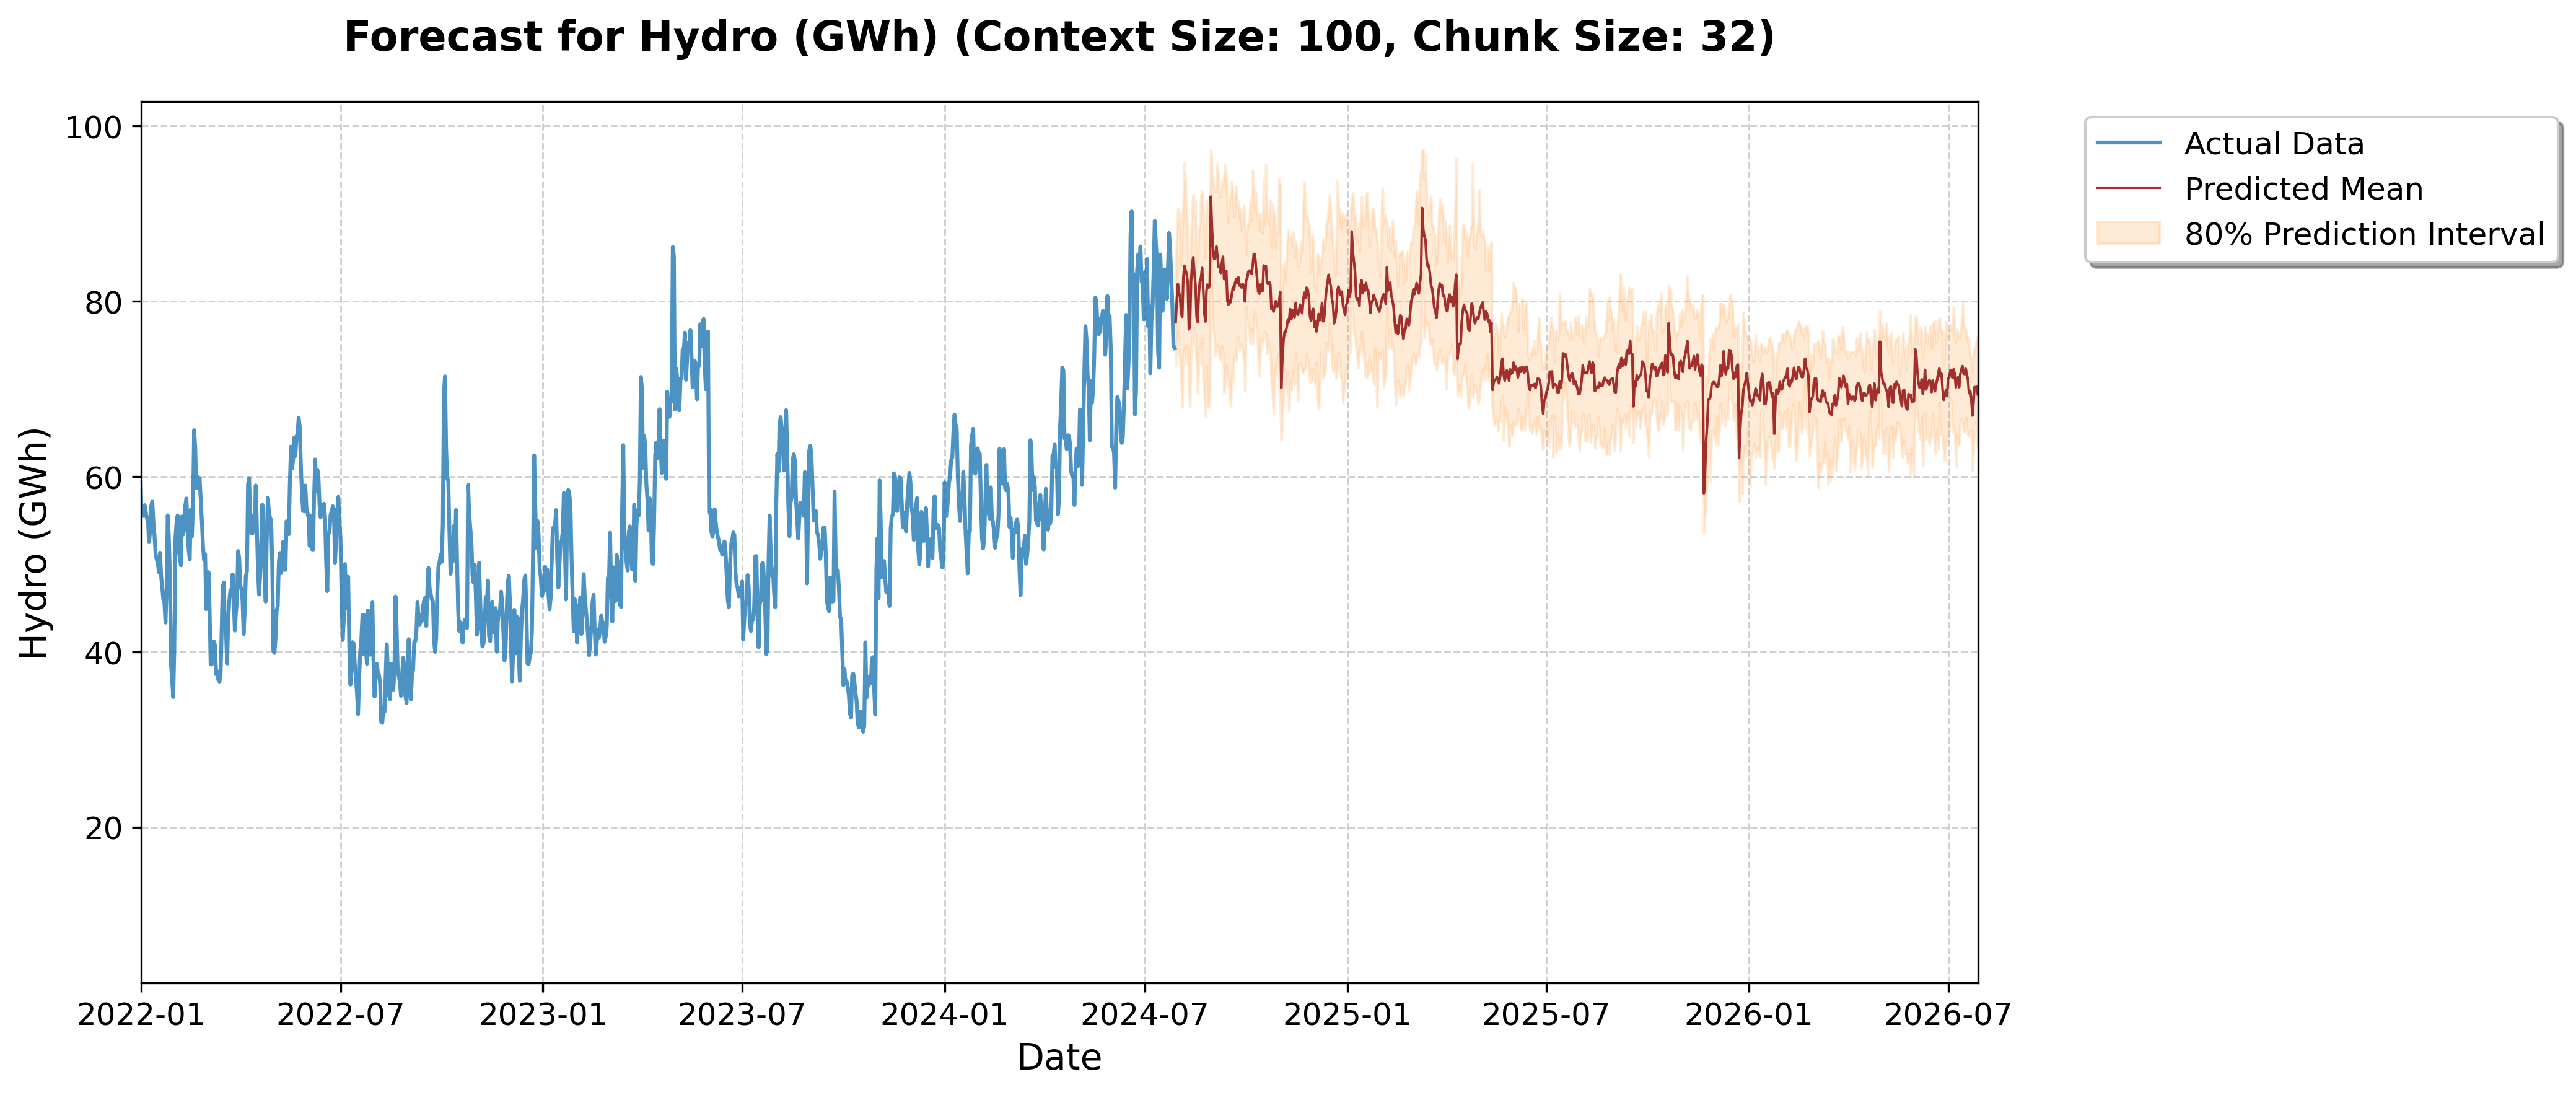 Forecast for Hydro (GWh) (Context Size: 100, Chunk Size: 32)
100
80
60
40
20
Hydro (GWh)
2022-01 2022-07 2023-01 2023-07 2024-01 2024-07 2025-01 2025-07 2026-01 2026-07
Date
Actual Data
Predicted Mean
80% Prediction Interval